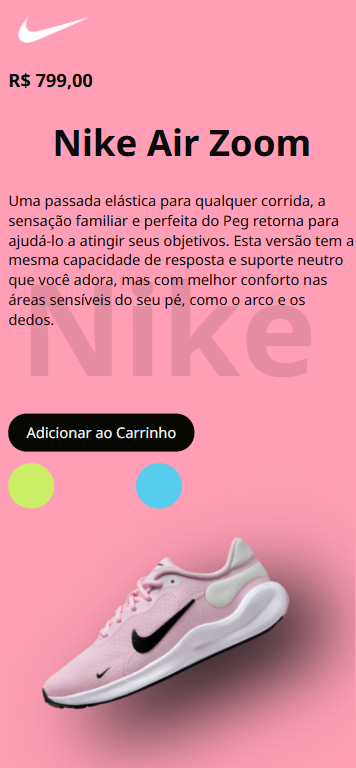 R$ 799,00
Nike Air Zoom
Uma passada elástica para qualquer corrida, a
sensação familiar e perfeita do Peg retorna para
ajudá-lo a atingir seus objetivos. Esta versão tem a
mesma capacidade de resposta e suporte neutro
que você adora, mas com melhor conforto nas
áreas sensíveis do seu pé, como o arco e os
dedos.
Nike
Adicionar ao Carrinho